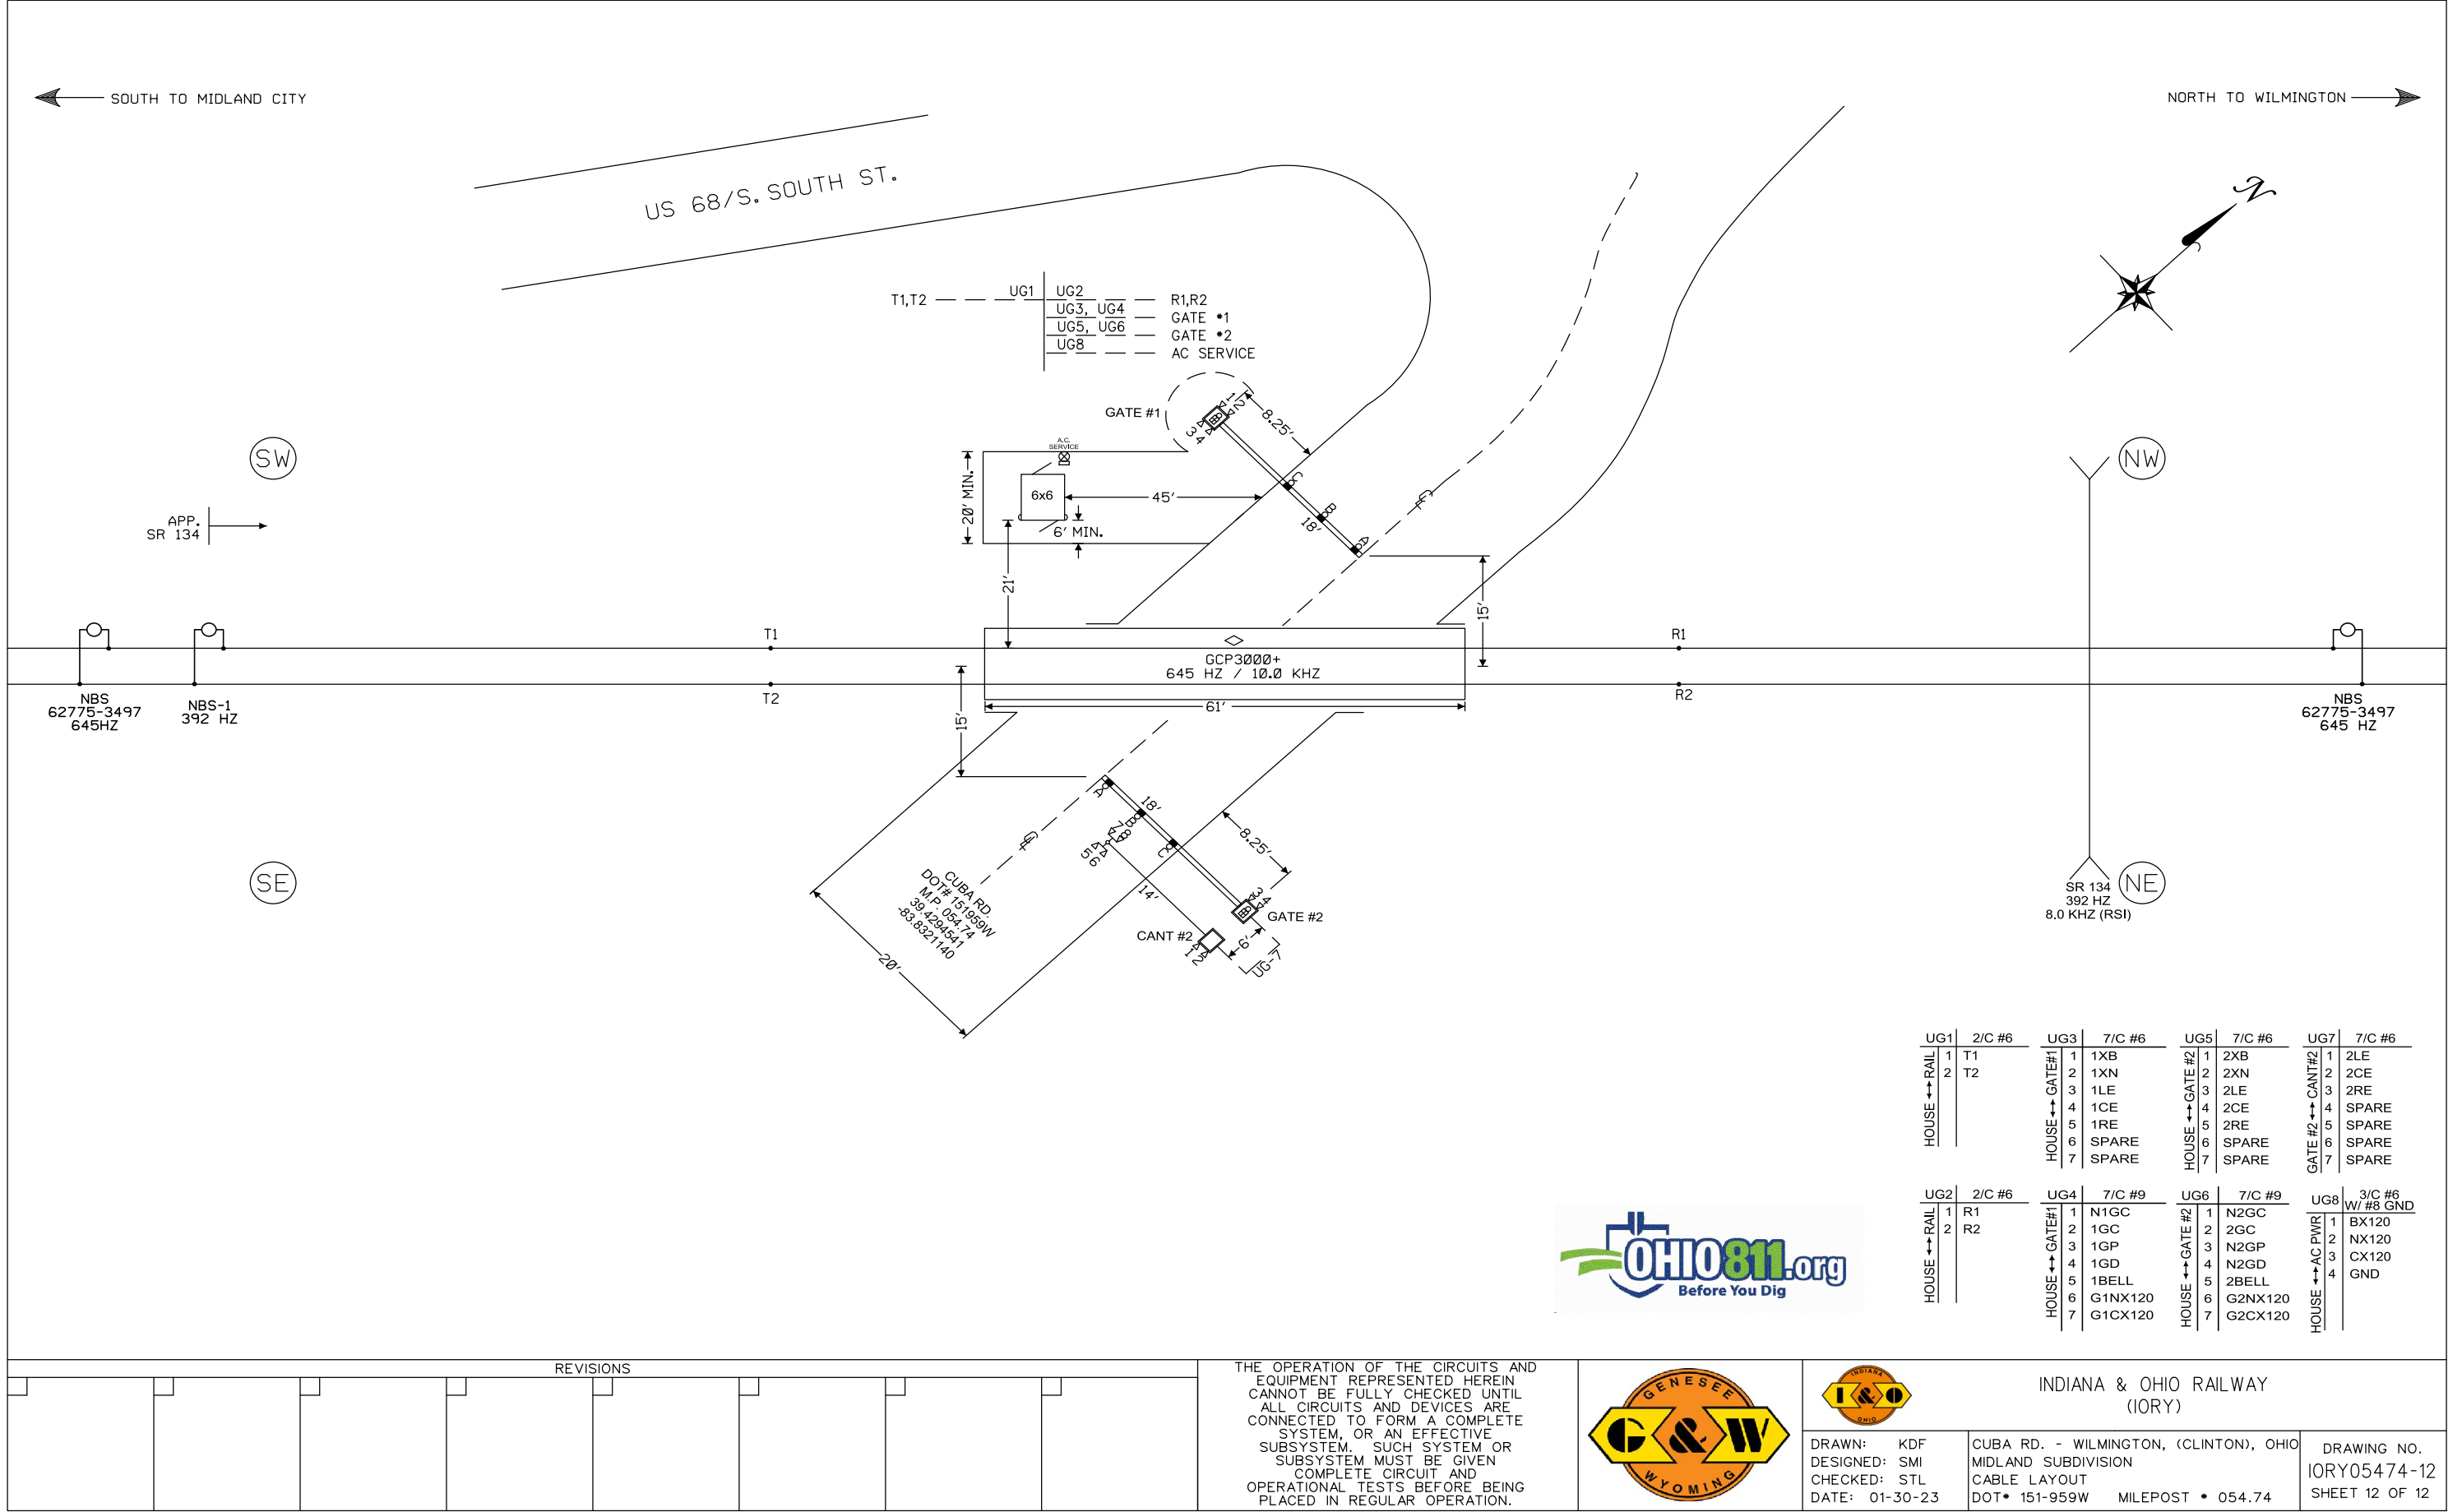 SOUTH TO MIDLAND CITY
NORTH TO WILMINGTON
US 68/S. SOUTH ST.
N
T1,T2
UG1
UG2
R1,R2
UG3, UG4
GATE #1
UG5, UG6
GATE #2
UG8
AC SERVICE
GATE #1
1 2
3 4
8.25'
A.C.
SERVICE
6x6
45'
20' MIN.
6' MIN.
21'
C
B
18'
A
15'
SW
NW
APP.
SR 134
T1
R1
GCP3000+
645 HZ / 10.0 KHZ
T2
R2
61'
NBS
62775-3497
645HZ
NBS-1
392 HZ
NBS
62775-3497
645 HZ
15'
A
18'
B
C
7 8
5 6
8.25'
14'
3 4
GATE #2
CANT #2
1 2
6'
UG-7
20'
CUBA RD.
DOT# 151959W
M.P. 054.74
39.4294541
-83.8321140
SE
SR 134
392 HZ
8.0 KHZ (RSI)
NE
UG1 2/C #6
HOUSE RAIL
1 T1
2 T2
UG3 7/C #6
HOUSE GATE#1
1 1XB
2 1XN
3 1LE
4 1CE
5 1RE
6 SPARE
7 SPARE
UG5 7/C #6
HOUSE GATE #2
1 2XB
2 2XN
3 2LE
4 2CE
5 2RE
6 SPARE
7 SPARE
UG7 7/C #6
GATE #2 CANT#2
1 2LE
2 2CE
3 2RE
4 SPARE
5 SPARE
6 SPARE
7 SPARE
UG2 2/C #6
HOUSE RAIL
1 R1
2 R2
UG4 7/C #9
HOUSE GATE#1
1 N1GC
2 1GC
3 1GP
4 1GD
5 1BELL
6 G1NX120
7 G1CX120
UG6 7/C #9
HOUSE GATE #2
1 N2GC
2 2GC
3 N2GP
4 N2GD
5 2BELL
6 G2NX120
7 G2CX120
UG8 3/C #6
W/ #8 GND
HOUSE AC PWR
1 BX120
2 NX120
3 CX120
4 GND
OHIO811.org
Before You Dig
REVISIONS
THE OPERATION OF THE CIRCUITS AND
EQUIPMENT REPRESENTED HEREIN
CANNOT BE FULLY CHECKED UNTIL
ALL CIRCUITS AND DEVICES ARE
CONNECTED TO FORM A COMPLETE
SYSTEM, OR AN EFFECTIVE
SUBSYSTEM. SUCH SYSTEM OR
SUBSYSTEM MUST BE GIVEN
COMPLETE CIRCUIT AND
OPERATIONAL TESTS BEFORE BEING
PLACED IN REGULAR OPERATION.
GENESEE
G & W
WYOMING
INDIANA
I & O
OHIO
INDIANA & OHIO RAILWAY
(IORY)
DRAWN: KDF
DESIGNED: SMI
CHECKED: STL
DATE: 01-30-23
CUBA RD. - WILMINGTON, (CLINTON), OHIO
MIDLAND SUBDIVISION
CABLE LAYOUT
DOT# 151-959W MILEPOST # 054.74
DRAWING NO.
IORY05474-12
SHEET 12 OF 12